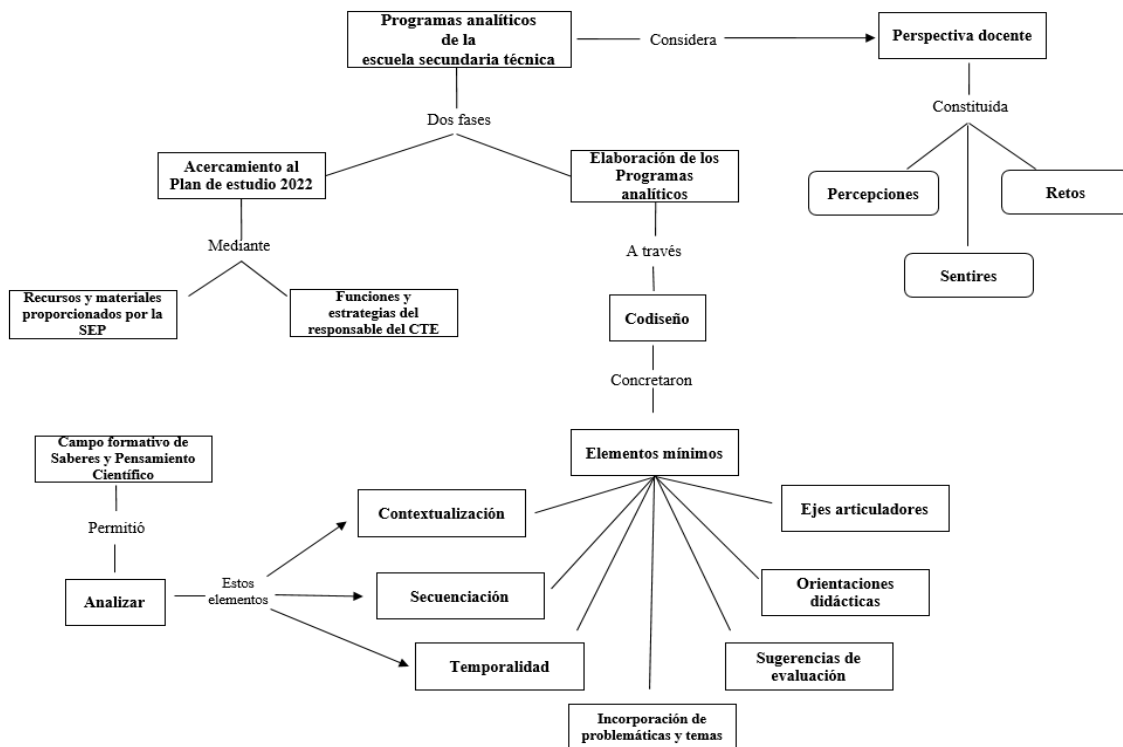 Programas analíticos
de la
escuela secundaria técnica
Considera
Perspectiva docente
Dos fases
Constituida
Acercamiento al
Plan de estudio 2022
Elaboración de los
Programas
analíticos
Percepciones
Retos
Sentires
Mediante
A través
Recursos y materiales
proporcionados por la
SEP
Funciones y
estrategias del
responsable del CTE
Codiseño
Concretaron
Campo formativo de
Saberes y Pensamiento
Científico
Elementos mínimos
Permitió
Contextualización
Ejes articuladores
Analizar
Estos
elementos
Secuenciación
Orientaciones
didácticas
Temporalidad
Sugerencias de
evaluación
Incorporación de
problemáticas y temas